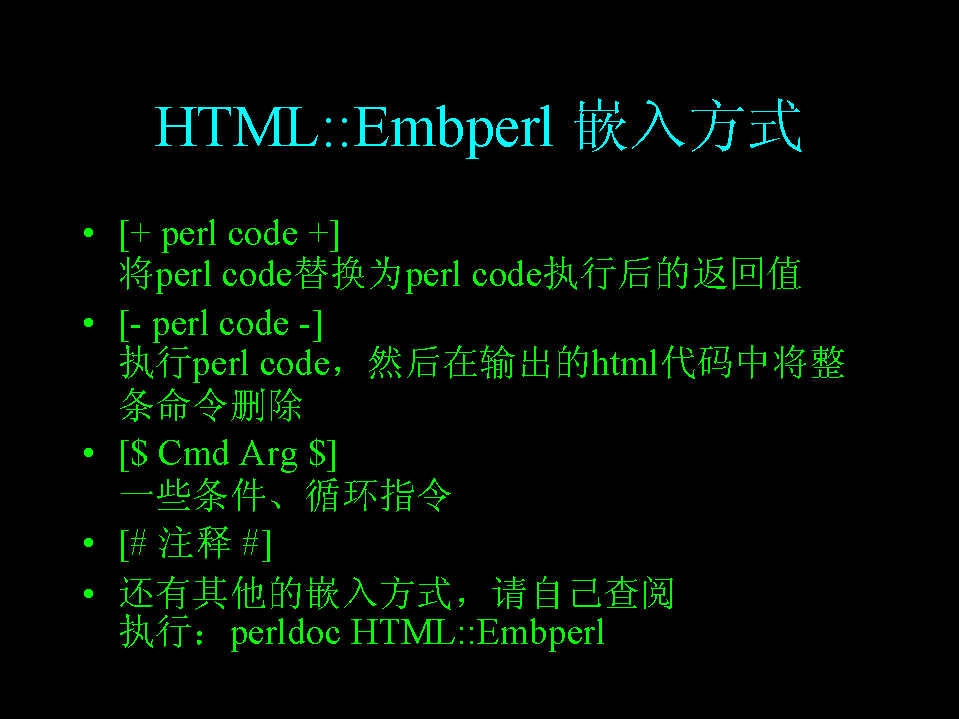 HTML::Embperl 嵌入方式
• [+ perl code +]
将perl code替换为perl code执行后的返回值
• [- perl code -]
执行perl code，然后在输出的html代码中将整
条命令删除
• [$ Cmd Arg $]
一些条件、循环指令
• [# 注释 #]
• 还有其他的嵌入方式，请自己查阅
执行：perldoc HTML::Embperl